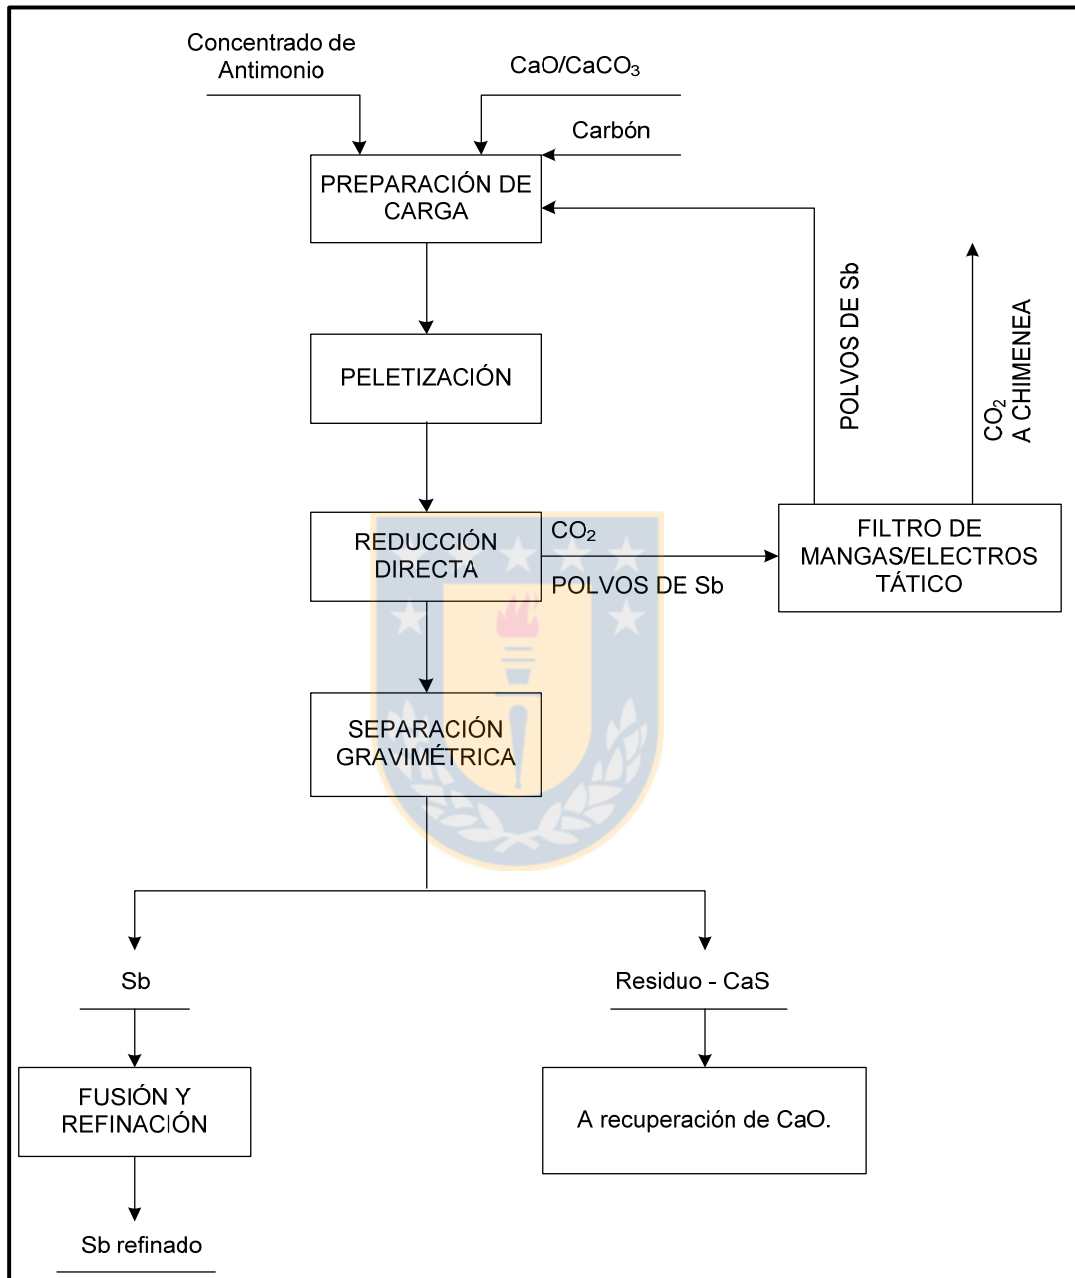 Concentrado de
Antimonio
CaO/CaCO₃
Carbón
PREPARACIÓN DE
CARGA
PELETIZACIÓN
REDUCCIÓN
DIRECTA
CO₂
POLVOS DE Sb
FILTRO DE
MANGAS/ELECTROS
TÁTICO
POLVOS DE Sb
CO₂
A CHIMENEA
SEPARACIÓN
GRAVIMÉTRICA
Sb
Residuo - CaS
FUSIÓN Y
REFINACIÓN
A recuperación de CaO.
Sb refinado